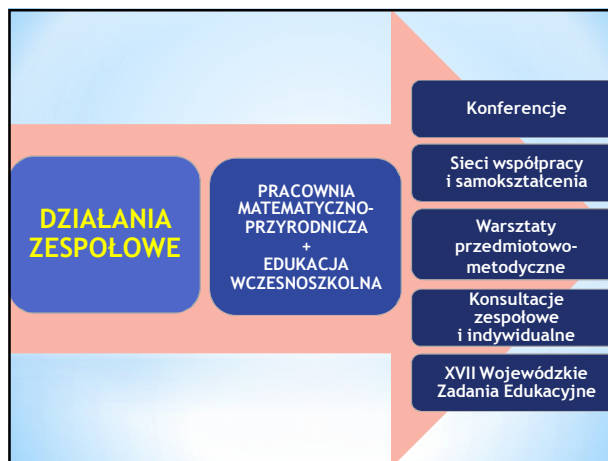 DZIAŁANIA
ZESPOŁOWE
PRACOWNIA
MATEMATYCZNO-
PRZYRODNICZA
+
EDUKACJA
WCZESNOSZKOLNA
Konferencje
Sieci współpracy
i samokształcenia
Warsztaty
przedmiotowo-
metodyczne
Konsultacje
zespołowe
i indywidualne
XVII Wojewódzkie
Zadania Edukacyjne